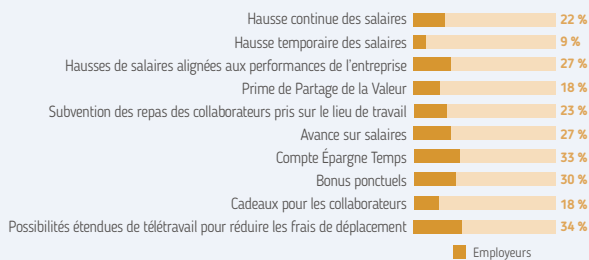 Hausse continue des salaires 22 %
Hausse temporaire des salaires 9 %
Hausses de salaires alignées aux performances de l'entreprise 27 %
Prime de Partage de la Valeur 18 %
Subvention des repas des collaborateurs pris sur le lieu de travail 23 %
Avance sur salaires 27 %
Compte Épargne Temps 33 %
Bonus ponctuels 30 %
Cadeaux pour les collaborateurs 18 %
Possibilités étendues de télétravail pour réduire les frais de déplacement 34 %
Employeurs